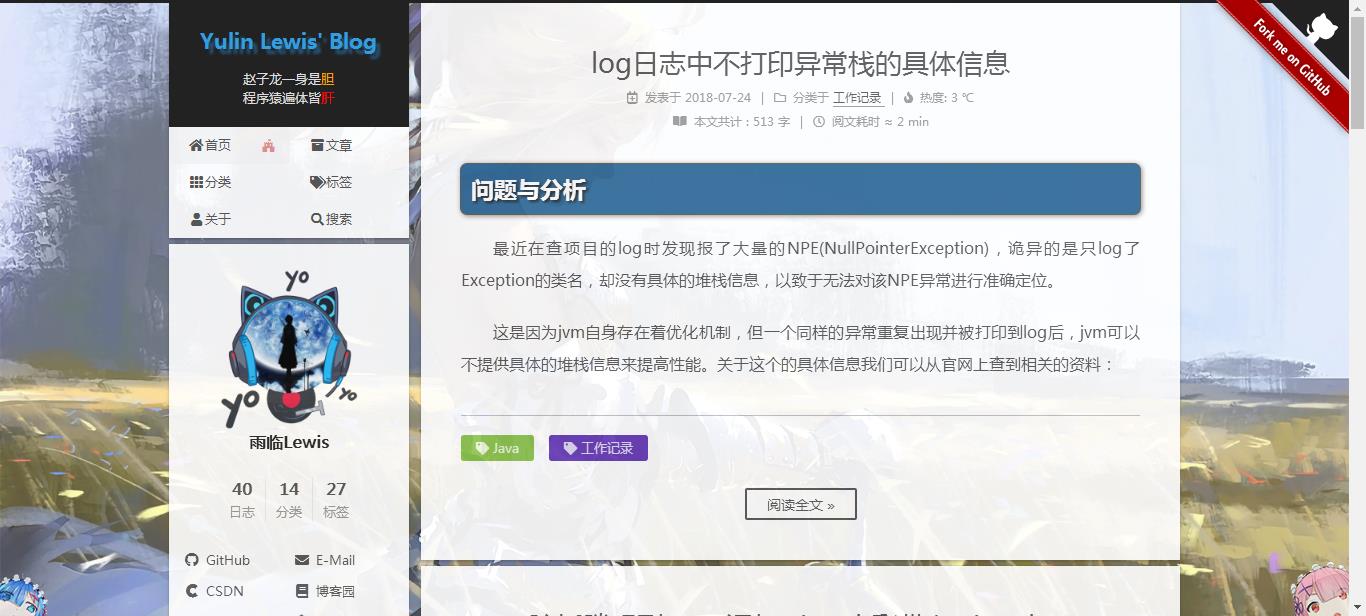 Yulin Lewis' Blog
赵子龙一身是胆
程序猿遍体皆肝
首页
文章
分类
标签
关于
搜索
yo
yo
yo
雨临Lewis
40 14 27
日志 分类 标签
GitHub E-Mail
CSDN 博客园
log日志中不打印异常栈的具体信息
发表于 2018-07-24 | 分类于 工作记录 | 热度: 3 ℃
本文共计 : 513 字 | 阅文耗时 ≈ 2 min
问题与分析
最近在查项目的log时发现报了大量的NPE(NullPointerException)，诡异的是只log了
Exception的类名，却没有具体的堆栈信息，以致于无法对该NPE异常进行准确定位。
这是因为jvm自身存在着优化机制，但一个同样的异常重复出现并被打印到log后，jvm可以
不提供具体的堆栈信息来提高性能。关于这个的具体信息我们可以从官网上查到相关的资料：
Java 工作记录
阅读全文 »
Fork me on GitHub